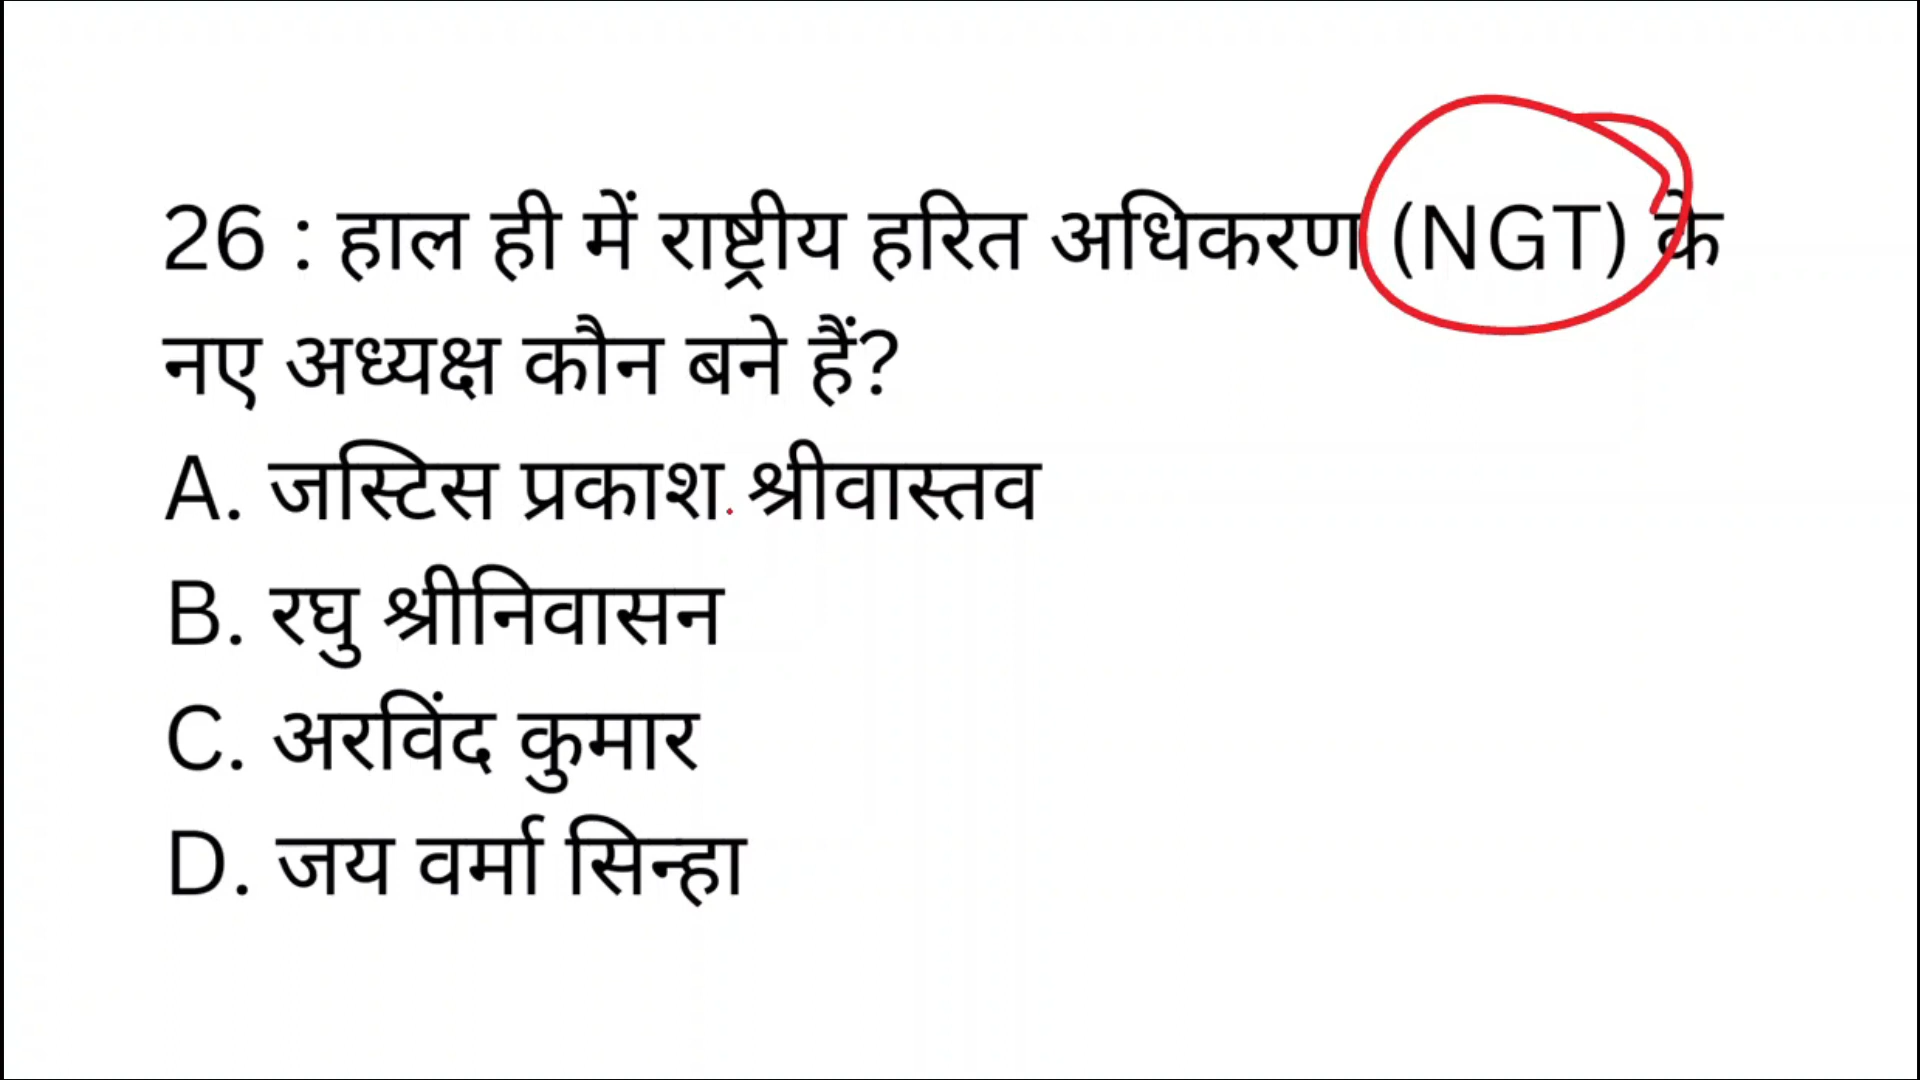 26 : हाल ही में राष्ट्रीय हरित अधिकरण (NGT) के
नए अध्यक्ष कौन बने हैं?
A. जस्टिस प्रकाश श्रीवास्तव
B. रघु श्रीनिवासन
C. अरविंद कुमार
D. जय वर्मा सिन्हा